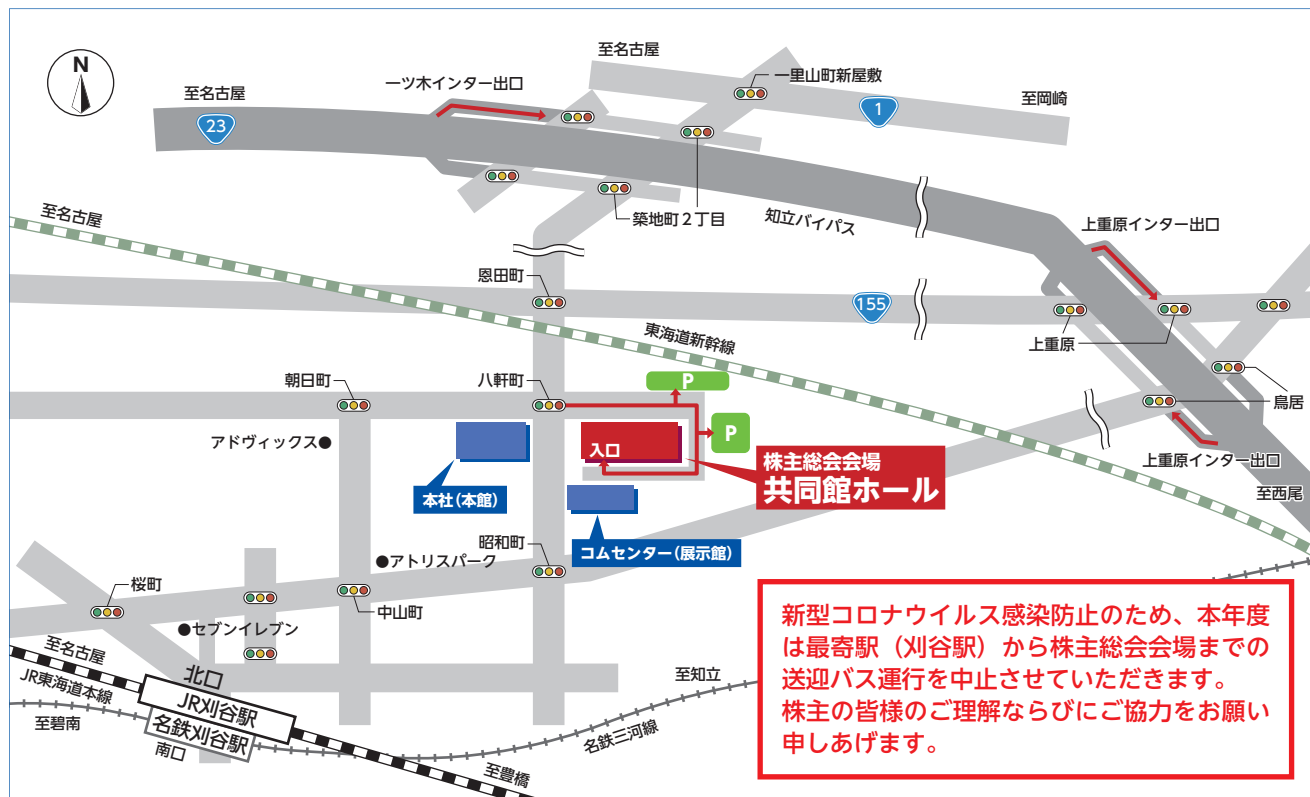 N
至名古屋
23
一ツ木インター出口
至名古屋
一里山町新屋敷
1
至岡崎
築地町2丁目
知立バイパス
至名古屋
上重原インター出口
恩田町
155
東海道新幹線
上重原
朝日町
八軒町
P
鳥居
アドヴィックス●
入口
P
株主総会会場
共同館ホール
上重原インター出口
至西尾
本社(本館)
コムセンター(展示館)
昭和町
●アトリスパーク
桜町
中山町
●セブンイレブン
至名古屋
JR東海道本線
北口
JR刈谷駅
名鉄刈谷駅
南口
至碧南
至知立
名鉄三河線
至豊橋
新型コロナウイルス感染防止のため、本年度
は最寄駅(刈谷駅)から株主総会会場までの
送迎バス運行を中止させていただきます。
株主の皆様のご理解ならびにご協力をお願い
申しあげます。